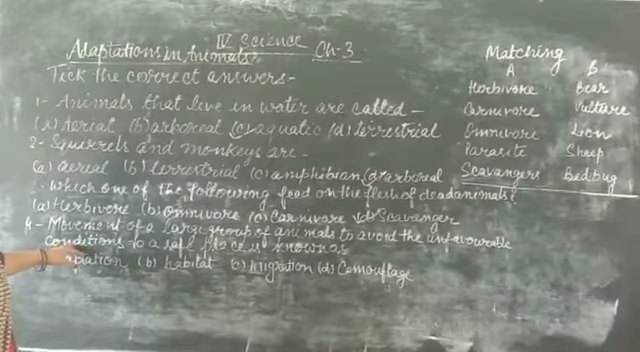 IV Science
Adaptations in Animals Ch-3
Tick the correct answers-
1- Animals that live in water are called-
(a) Aerial (b) arboreal (c) aquatic (d) terrestrial
2- Squirrels and monkeys are-
(a) aerial (b) terrestrial (c) amphibian (d) arboreal
3- which one of the following feed on the flesh of dead animals
(a) Herbivore (b) omnivore (c) Carnivore (d) Scavenger
4- Movement of a large group of animals to avoid the unfavourable
conditions to a safe place is known as
ptation (b) habitat (c) migration (d) Camouflage
Matching
A B
Herbivore Bear
Carnivore Vulture
Omnivore Lion
Parasite Sheep
Scavangers Bedbug